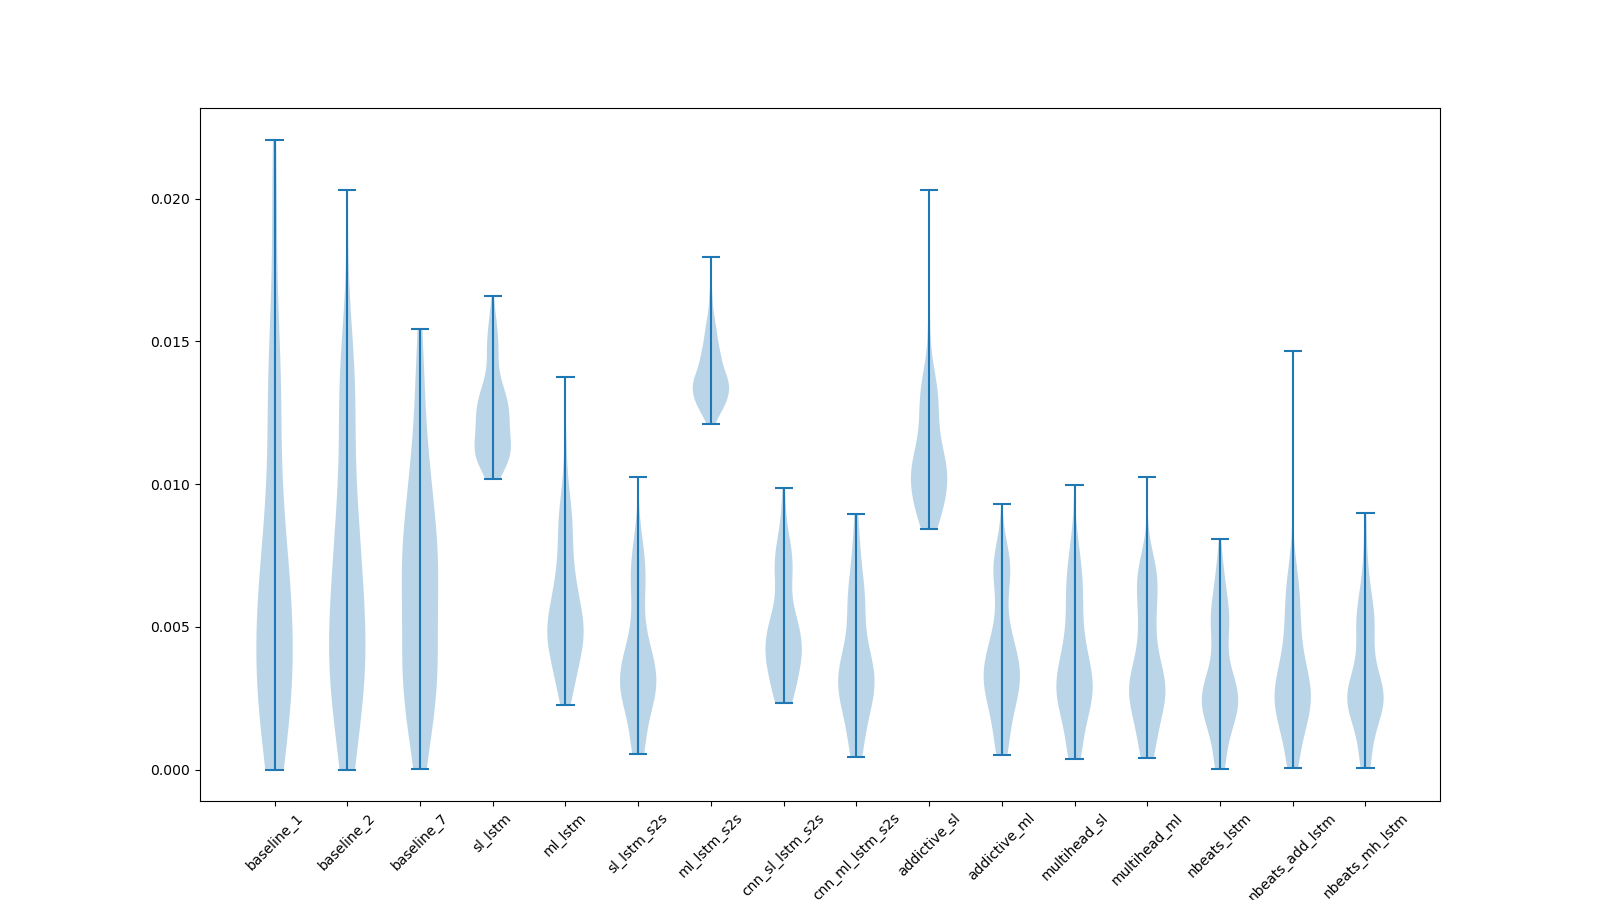 0.020
0.015
0.010
0.005
0.000
baseline_1
baseline_2
baseline_7
sl_lstm
ml_lstm
sl_lstm_s2s
ml_lstm_s2s
cnn_sl_lstm_s2s
cnn_ml_lstm_s2s
addictive_sl
addictive_ml
multihead_sl
multihead_ml
nbeats_lstm
nbeats_add_lstm
nbeats_mh_lstm